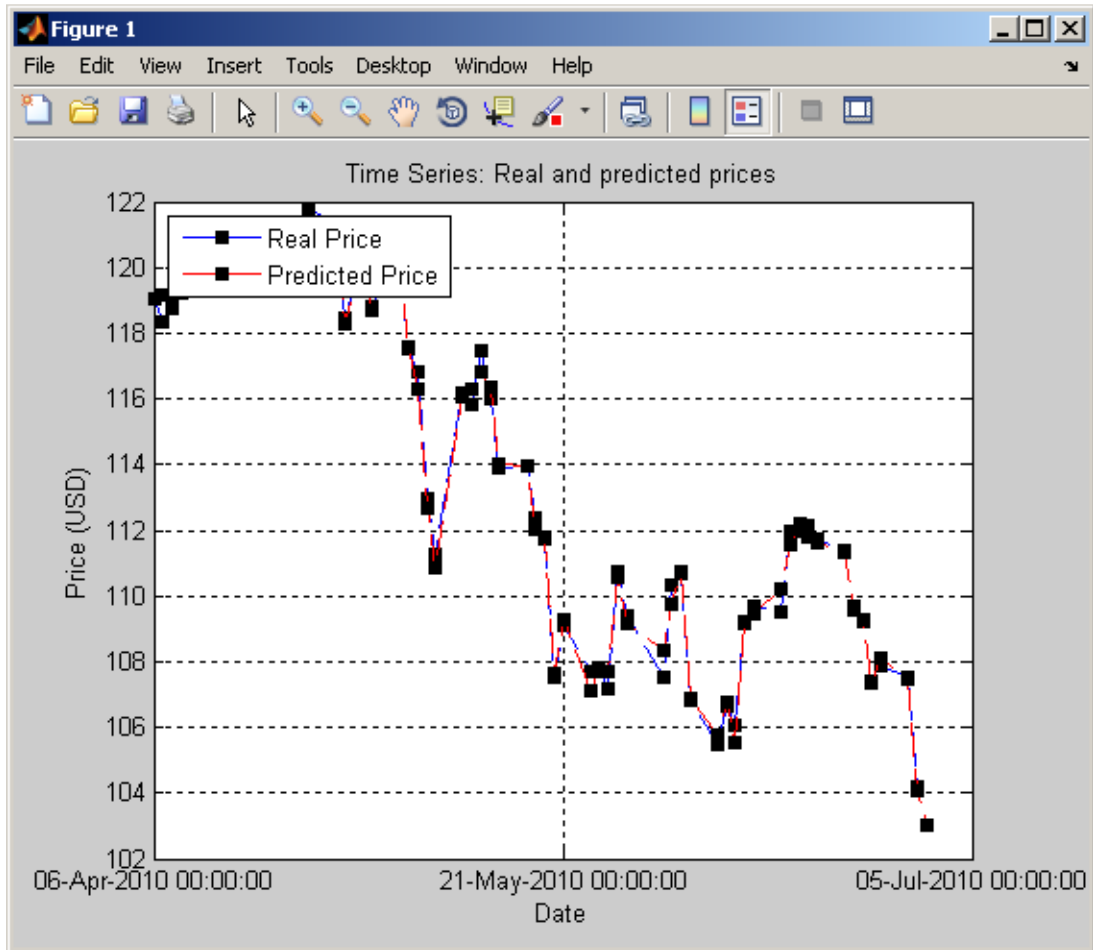 Figure 1
File Edit View Insert Tools Desktop Window Help
Time Series: Real and predicted prices
122
120
118
116
114
112
110
108
106
104
102
Price (USD)
Real Price
Predicted Price
06-Apr-2010 00:00:00 21-May-2010 00:00:00 05-Jul-2010 00:00:00
Date